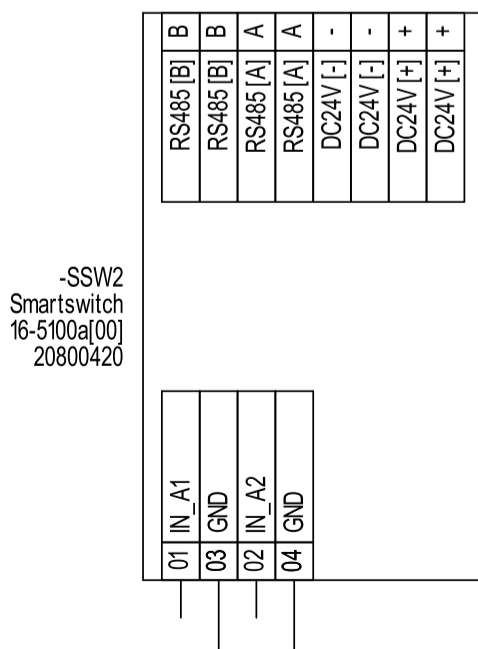 B B A A - - + +
RS485 [B] RS485 [B] RS485 [A] RS485 [A] DC24V [-] DC24V [-] DC24V [+] DC24V [+]
-SSW2
Smartswitch
16-5100a[00]
20800420
IN_A1 GND IN_A2 GND
01 03 02 04